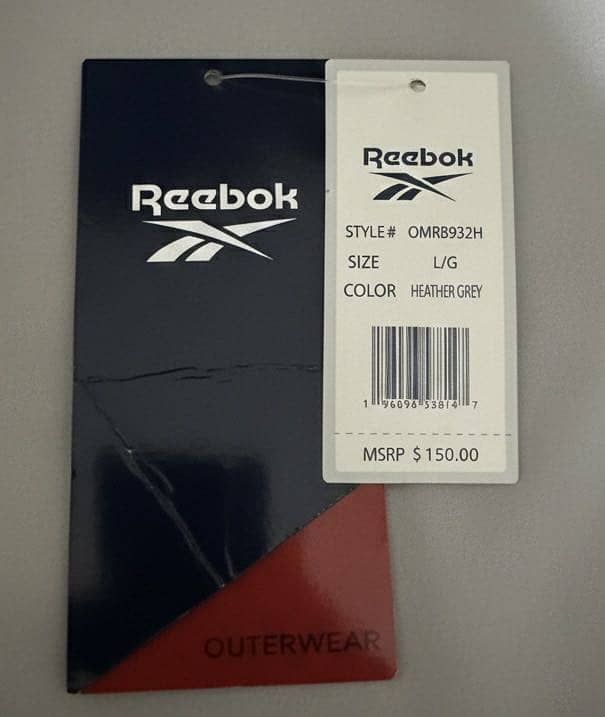 Reebok
OUTERWEAR
Reebok
STYLE# OMRB932H
SIZE L/G
COLOR HEATHER GREY
1 96096 53814 7
MSRP $150.00